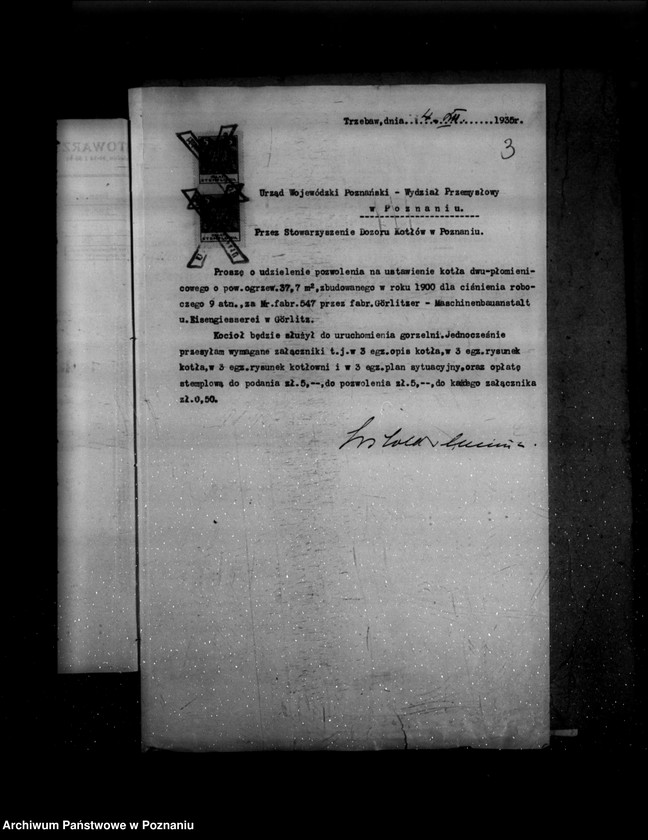 Trzebaw,dnia..4. VII.......1935r.
3
Urząd Wojewódzki Poznański - Wydział Przemysłowy
w Poznaniu.
Przez Stowarzyszenie Dozoru Kotłów w Poznaniu.
Proszę o udzielenie pozwolenia na ustawienie kotła dwu-płomieni-
cowego o pow.ogrzew.37,7 m²,zbudowanego w roku 1900 dla ciśnienia robo-
czego 9 atn.,za Nr.fabr.547 przez fabr.Görlitzer - Maschinenbauanstalt
u.Eisengiesserei w Görlitz.
Kocioł będzie służył do uruchomienia gorzelni.Jednocześnie
przesyłam wymagane załączniki t.j.w 3 egz.opis kotła,w 3 egz.rysunek
kotła,w 3 egz.rysunek kotłowni i w 3 egz.plan sytuacyjny,oraz opłatę
stemplową do podania zł.5,--,do pozwolenia zł.5,--,do każdego załącznika
zł.0,50.
Archiwum Państwowe w Poznaniu